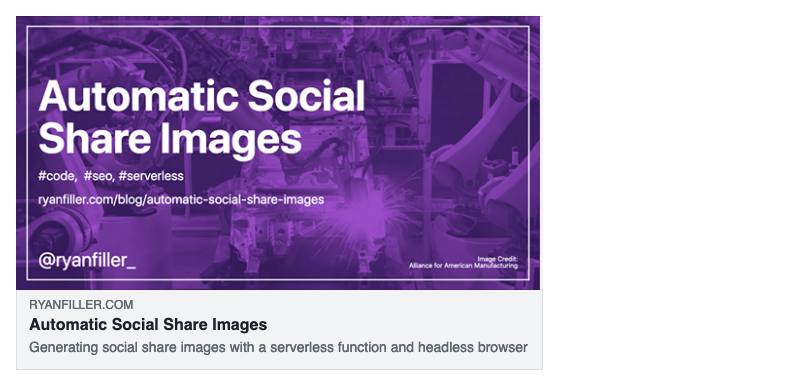 Automatic Social
Share Images
#code,  #seo, #serverless
ryanfiller.com/blog/automatic-social-share-images
@ryanfiller_
Image Credit:
Alliance for American Manufacturing
RYANFILLER.COM
Automatic Social Share Images
Generating social share images with a serverless function and headless browser